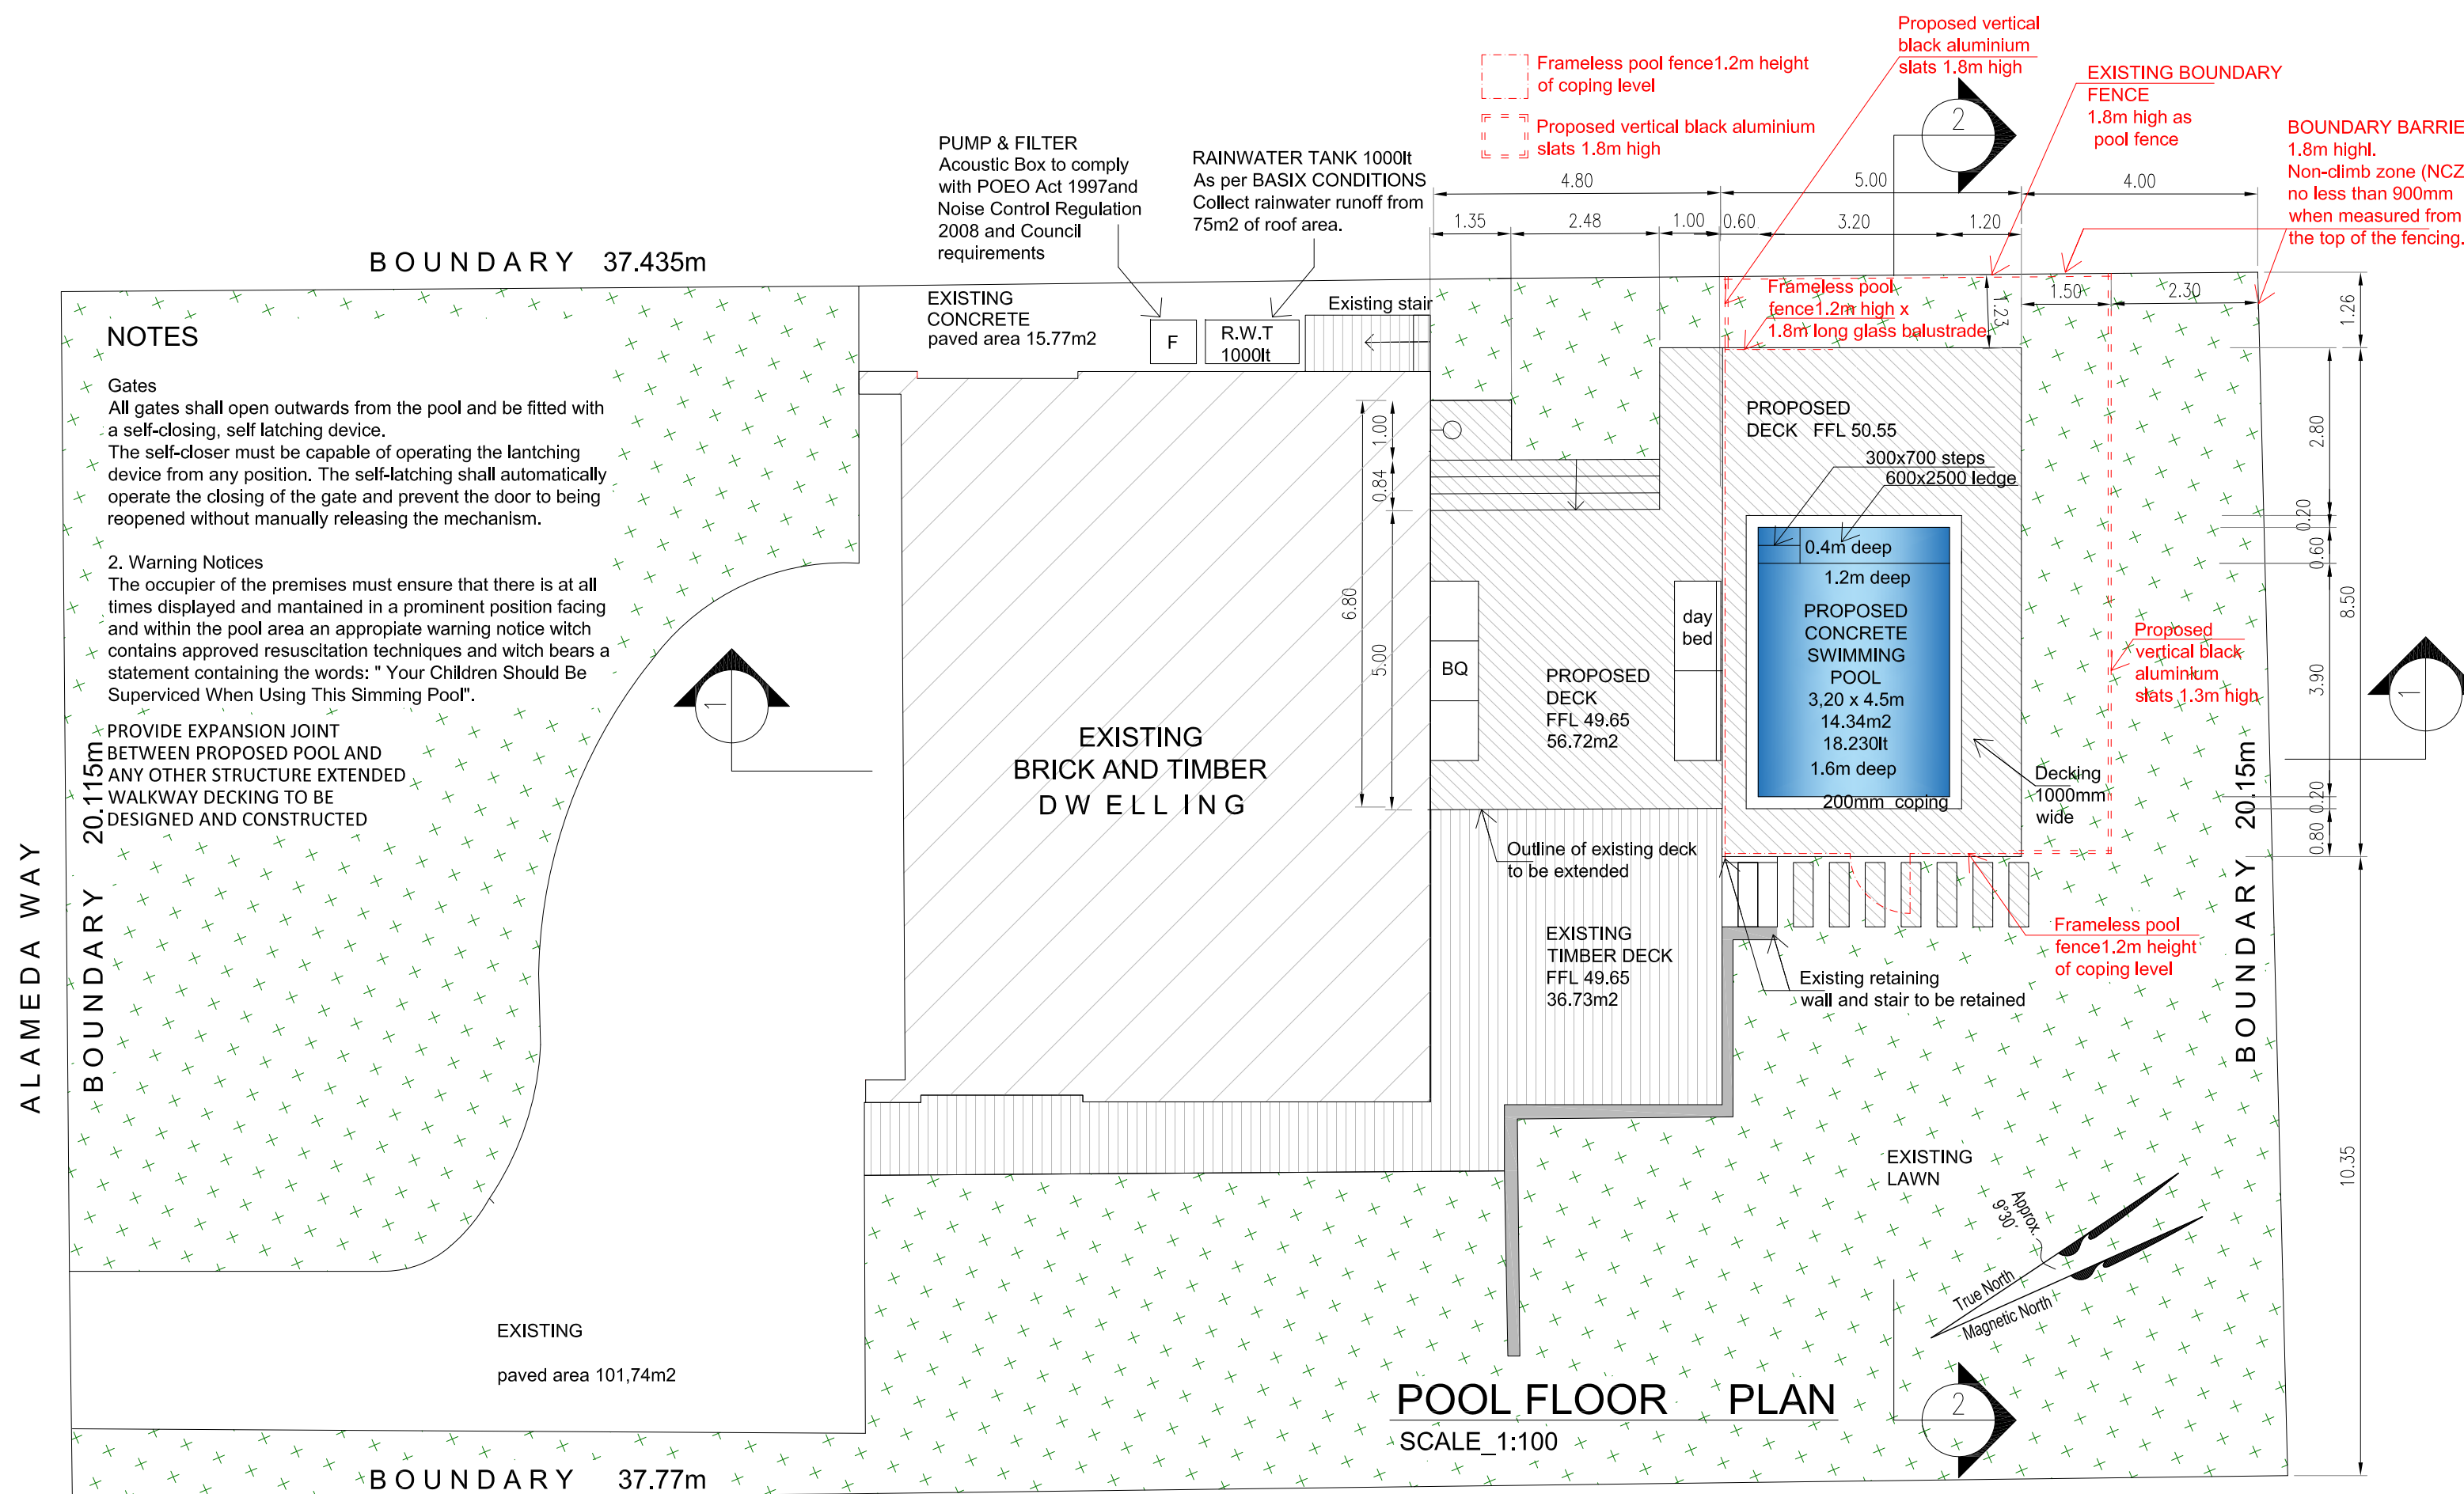 Proposed vertical
black aluminium
slats 1.8m high
Frameless pool fence1.2m height
of coping level
Proposed vertical black aluminium
slats 1.8m high
EXISTING BOUNDARY
FENCE
1.8m high as
pool fence
BOUNDARY BARRIE
1.8m highl.
Non-climb zone (NCZ
no less than 900mm
when measured from
the top of the fencing.
2
PUMP & FILTER
Acoustic Box to comply
with POEO Act 1997and
Noise Control Regulation
2008 and Council
requirements
RAINWATER TANK 1000lt
As per BASIX CONDITIONS
Collect rainwater runoff from
75m2 of roof area.
4.80
5.00
4.00
1.35
2.48
1.00
0.60
3.20
1.20
BOUNDARY 37.435m
EXISTING
CONCRETE
paved area 15.77m2
F
R.W.T
1000lt
Existing stair
Frameless pool
fence1.2m high x
1.8m long glass balustrade
1.23
1.50
2.30
1.26
NOTES
Gates
All gates shall open outwards from the pool and be fitted with
a self-closing, self latching device.
The self-closer must be capable of operating the lantching
device from any position. The self-latching shall automatically
operate the closing of the gate and prevent the door to being
reopened without manually releasing the mechanism.
2. Warning Notices
The occupier of the premises must ensure that there is at all
times displayed and mantained in a prominent position facing
and within the pool area an appropiate warning notice witch
contains approved resuscitation techniques and witch bears a
statement containing the words: " Your Children Should Be
Superviced When Using This Simming Pool".
PROVIDE EXPANSION JOINT
BETWEEN PROPOSED POOL AND
ANY OTHER STRUCTURE EXTENDED
WALKWAY DECKING TO BE
DESIGNED AND CONSTRUCTED
ALAMEDA WAY
BOUNDARY 20.115m
1
EXISTING
BRICK AND TIMBER
DWELLING
6.80
1.00
0.84
5.00
BQ
day
bed
PROPOSED
DECK
FFL 49.65
56.72m2
PROPOSED
DECK FFL 50.55
300x700 steps
600x2500 ledge
0.4m deep
1.2m deep
PROPOSED
CONCRETE
SWIMMING
POOL
3,20 x 4.5m
14.34m2
18.230lt
1.6m deep
200mm coping
Decking
1000mm
wide
Proposed
vertical black
aluminium
slats 1.3m high
2.80
0.20
0.60
3.90
0.20
0.80
8.50
10.35
1
BOUNDARY 20.15m
Outline of existing deck
to be extended
EXISTING
TIMBER DECK
FFL 49.65
36.73m2
Existing retaining
wall and stair to be retained
Frameless pool
fence1.2m height
of coping level
EXISTING
LAWN
Approx.
9°30'
True North
Magnetic North
EXISTING
paved area 101,74m2
POOL FLOOR PLAN
SCALE_1:100
2
BOUNDARY 37.77m